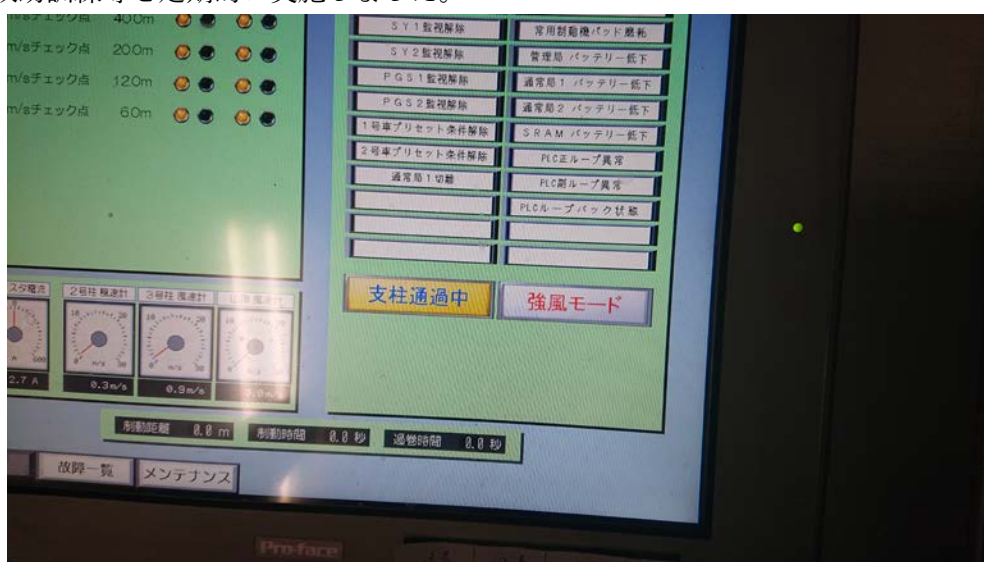 m/sチェック点 400m
m/sチェック点 200m
m/sチェック点 120m
m/sチェック点 60m
SY1監視解除
SY2監視解除
PGS1監視解除
PGS2監視解除
1号車プリセット条件解除
2号車プリセット条件解除
通常局1切離
常用制動機パッド磨耗
管理局 バッテリー低下
通常局1 バッテリー低下
通常局2 バッテリー低下
SRAM バッテリー低下
PLC正ループ異常
PLC副ループ異常
PLCループバック状態
支柱通過中
強風モード
2号柱 風速計
3号柱 風速計
m/s
m/s
2.7 A
0.3m/s
0.9m/s
0.0m/s
制動距離 0.0 m
制動時間 0.0 秒
過巻時間 0.0 秒
故障一覧
メンテナンス
Pro-face